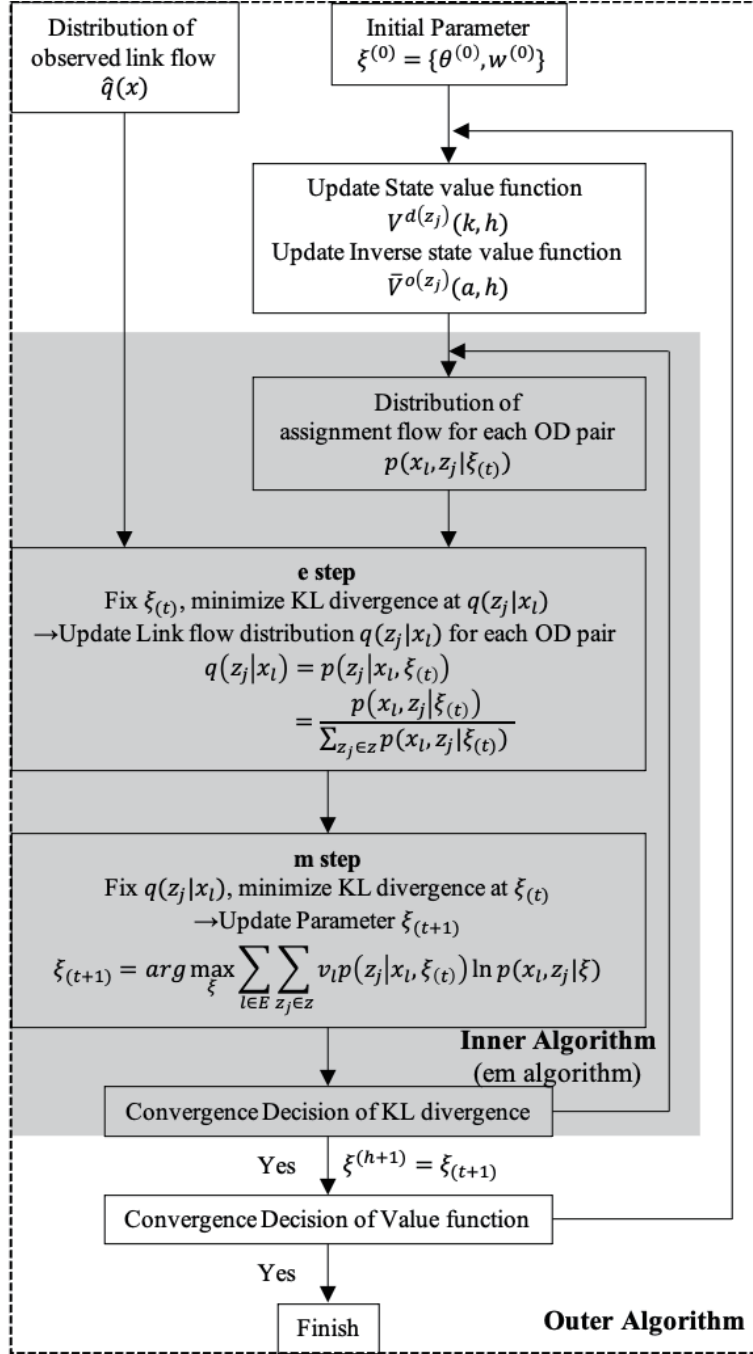 Distribution of
observed link flow
q̂(x)
Initial Parameter
ξ^(0) = {θ^(0), w^(0)}
Update State value function
V^{d(z_j)}(k, h)
Update Inverse state value function
V̄^{o(z_j)}(a, h)
Distribution of
assignment flow for each OD pair
p(x_l, z_j|ξ_(t))
e step
Fix ξ_(t), minimize KL divergence at q(z_j|x_l)
→Update Link flow distribution q(z_j|x_l) for each OD pair
q(z_j|x_l) = p(z_j|x_l, ξ_(t))
= p(x_l, z_j|ξ_(t)) / ∑_{z_j∈z} p(x_l, z_j|ξ_(t))
m step
Fix q(z_j|x_l), minimize KL divergence at ξ_(t)
→Update Parameter ξ_(t+1)
ξ_(t+1) = arg max_ξ ∑_{l∈E} ∑_{z_j∈z} v_l p(z_j|x_l, ξ_(t)) ln p(x_l, z_j|ξ)
Inner Algorithm
(em algorithm)
Convergence Decision of KL divergence
Yes ξ^(h+1) = ξ_(t+1)
Convergence Decision of Value function
Yes
Finish
Outer Algorithm